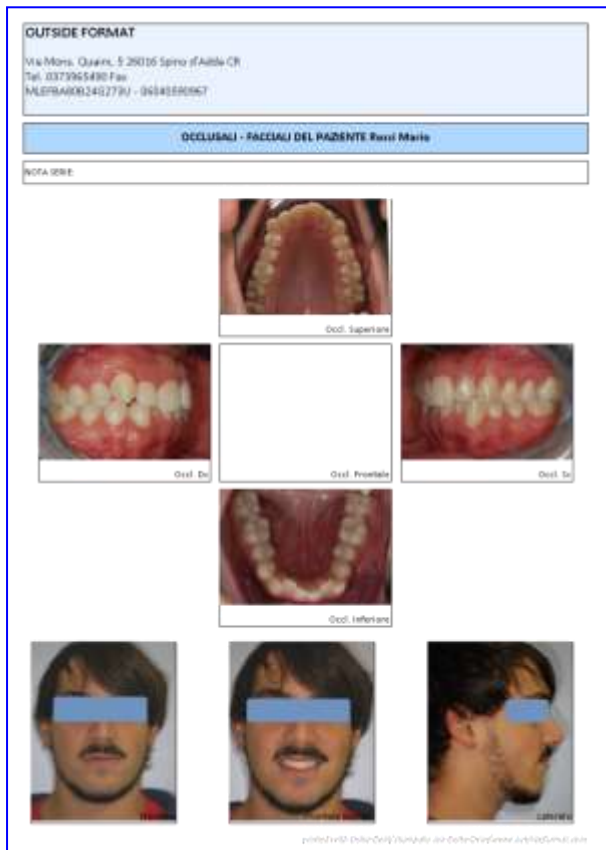 OUTSIDE FORMAT
Via Mons. Quaini, 5 26016 Spino d'Adda CR
Tel. 0373965490 Fax
OCCLUSALI - FACCIALI DEL PAZIENTE Rossi Mario
NOTA SERIE:
Occl. Superiore
Occl. Dx
Occl. Frontale
Occl. Sx
Occl. Inferiore
Laterale